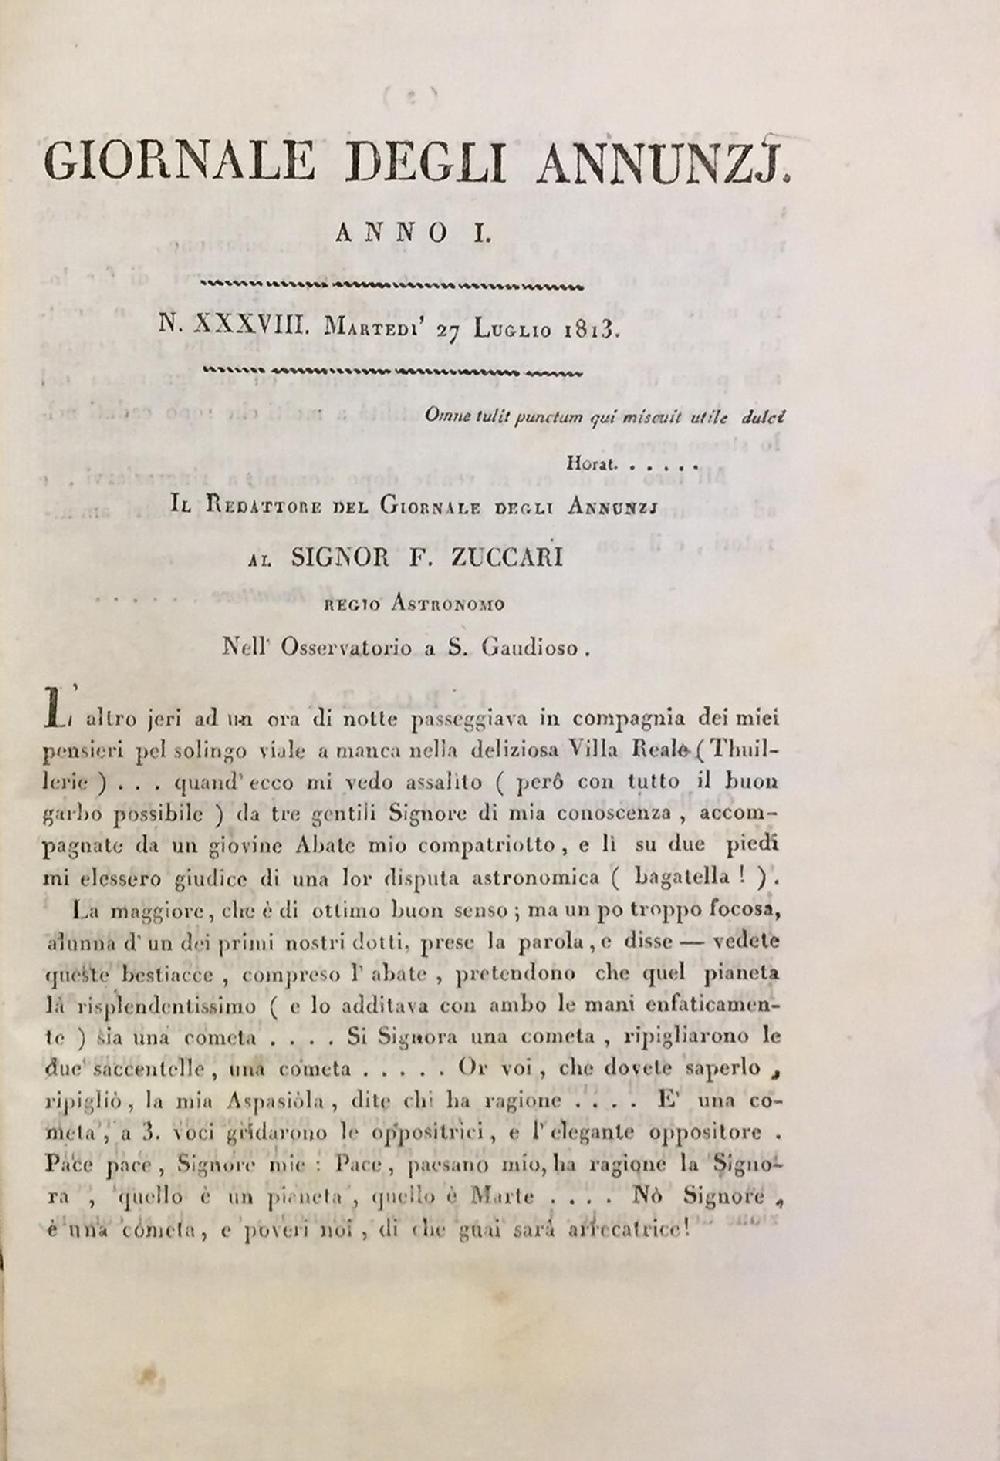 GIORNALE DEGLI ANNUNZJ.
ANNO I.
N. XXXVIII. MARTEDI' 27 LUGLIO 1813.
Omne tulit punctum qui miscuit utile dulci
Horat. . . . . .
IL REDATTORE DEL GIORNALE DEGLI ANNUNZJ
AL SIGNOR F. ZUCCARI
REGIO ASTRONOMO
Nell' Osservatorio a S. Gaudioso.
L' altro jeri ad un ora di notte passeggiava in compagnia dei miei
pensieri pel solingo viale a manca nella deliziosa Villa Reale (Thuil-
lerie) . . . quand' ecco mi vedo assalito ( però con tutto il buon
garbo possibile ) da tre gentili Signore di mia conoscenza, accom-
pagnate da un giovine Abate mio compatriotto, e lì su due piedi
mi elessero giudice di una lor disputa astronomica ( bagatella ! ).
La maggiore, che è di ottimo buon senso; ma un po troppo focosa,
alunna d' un dei primi nostri dotti, prese la parola, e disse — vedete
queste bestiacce, compreso l' abate, pretendono che quel pianeta
là risplendentissimo ( e lo additava con ambo le mani enfaticamen-
te ) sia una cometa . . . . Si Signora una cometa, ripigliarono le
due saccentelle, una cometa . . . . . Or voi, che dovete saperlo,
ripigliò, la mia Aspasiòla, dite chi ha ragione . . . . E' una co-
meta, a 3. voci gridarono le oppositrici, e l' elegante oppositore.
Pace pace, Signore mie : Pace, paesano mio, ha ragione la Signo-
ra, quello è un pianeta, quello è Marte . . . . Nò Signore,
è una cometa, e poveri noi, di che guai sarà arrecatrice!